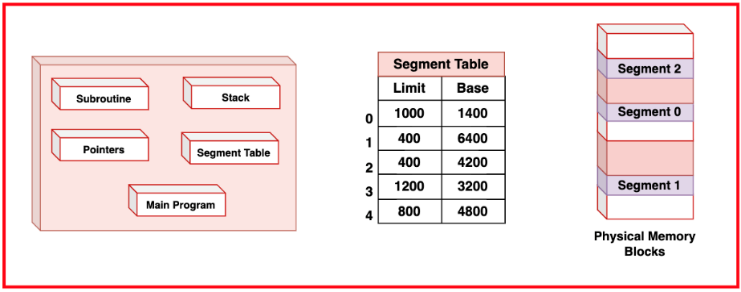 Subroutine
Stack
Pointers
Segment Table
Main Program
Segment Table
Limit Base
0 1000 1400
1 400 6400
2 400 4200
3 1200 3200
4 800 4800
Segment 2
Segment 0
Segment 1
Physical Memory
Blocks